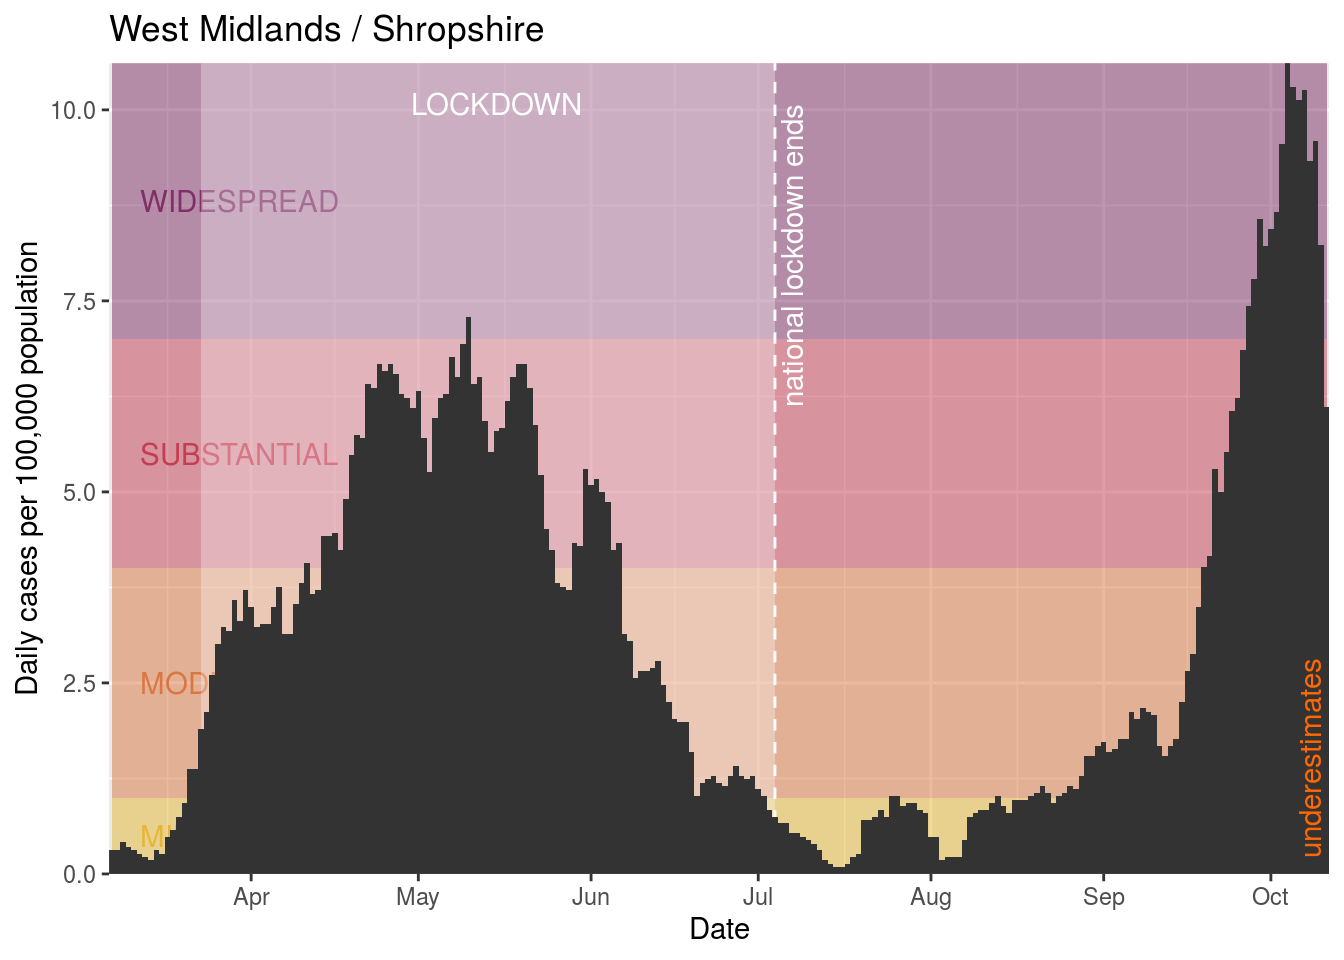 West Midlands / Shropshire
Daily cases per 100,000 population
10.0
7.5
5.0
2.5
0.0
LOCKDOWN
WIDESPREAD
SUBSTANTIAL
MOD
M
national lockdown ends
underestimates
Apr
May
Jun
Jul
Aug
Sep
Oct
Date